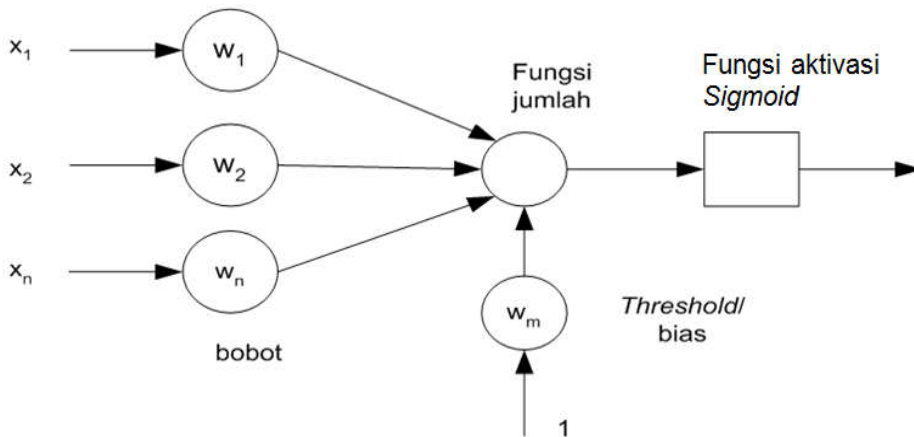 x₁
w₁
Fungsi
jumlah
Fungsi aktivasi
Sigmoid
x₂
w₂
xₙ
wₙ
bobot
wₘ
Threshold/
bias
1